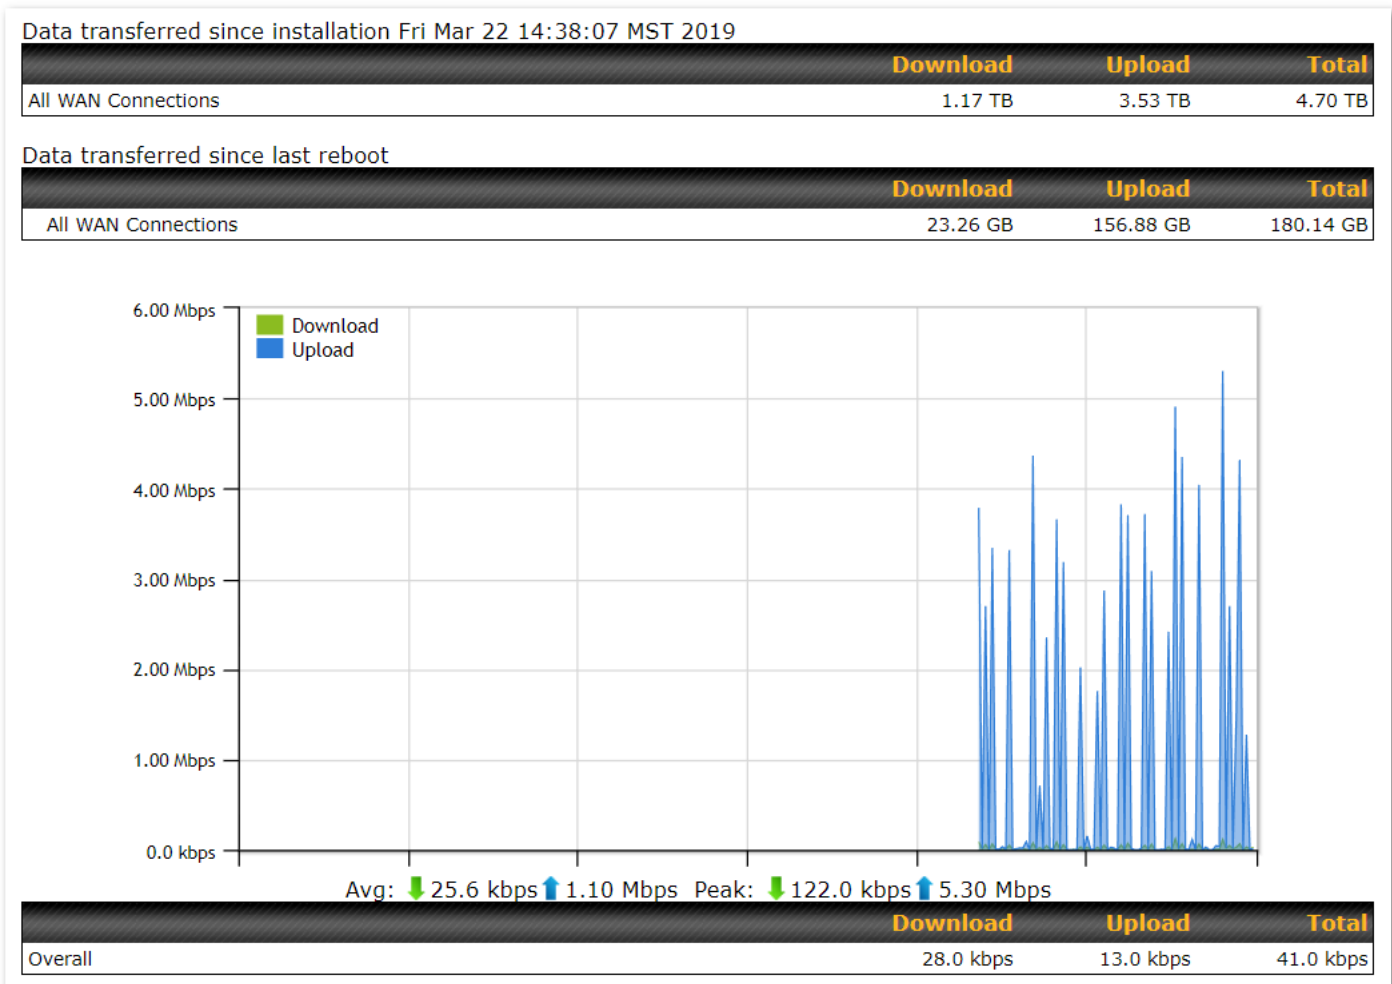 Data transferred since installation Fri Mar 22 14:38:07 MST 2019
Download Upload Total
All WAN Connections 1.17 TB 3.53 TB 4.70 TB
Data transferred since last reboot
Download Upload Total
All WAN Connections 23.26 GB 156.88 GB 180.14 GB
6.00 Mbps
Download
Upload
5.00 Mbps
4.00 Mbps
3.00 Mbps
2.00 Mbps
1.00 Mbps
0.0 kbps
Avg: 25.6 kbps 1.10 Mbps Peak: 122.0 kbps 5.30 Mbps
Download Upload Total
Overall 28.0 kbps 13.0 kbps 41.0 kbps